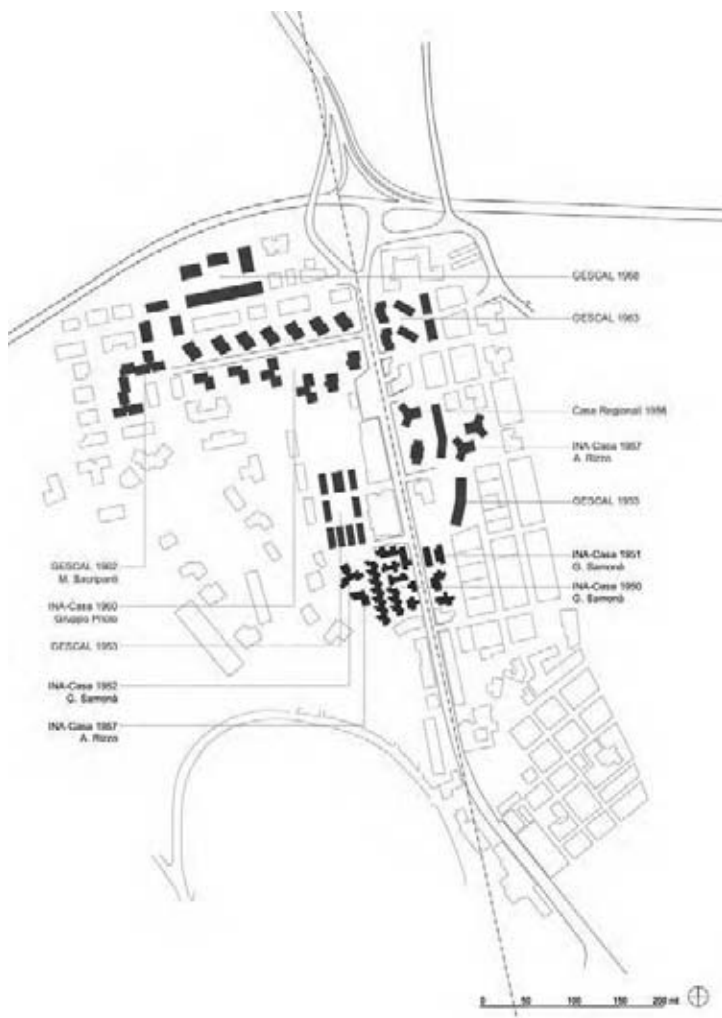 GESCAL 1968
GESCAL 1963
Case Regionali 1956
INA-Casa 1957
A. Rizzo
GESCAL 1953
INA-Casa 1951
G. Samonà
INA-Casa 1950
G. Samonà
GESCAL 1962
M. Sacripanti
INA-Casa 1960
Gruppo Priolo
GESCAL 1953
INA-Casa 1952
G. Samonà
INA-Casa 1957
A. Rizzo
0 50 100 150 200 mt